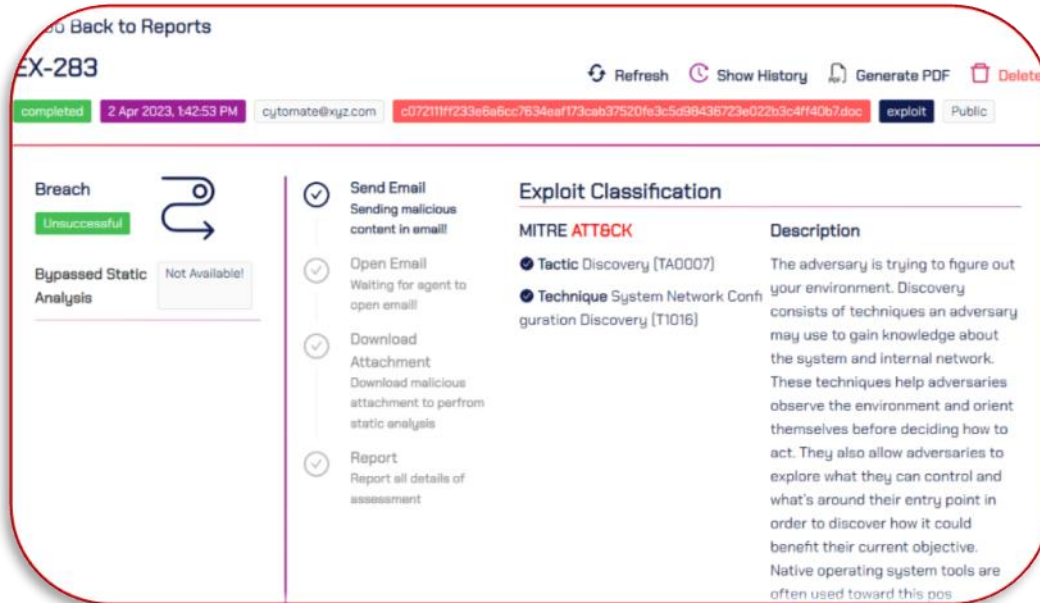 Back to Reports
EX-283
Refresh Show History Generate PDF Delete
completed 2 Apr 2023, 1:42:53 PM cytomate@xyz.com exploit Public
Breach
Unsuccessful
Bypassed Static
Analysis
Not Available!
Send Email
Sending malicious
content in email!
Open Email
Waiting for agent to
open email!
Download
Attachment
Download malicious
attachment to perfrom
static analysis
Report
Report all details of
assessment
Exploit Classification
MITRE ATT&CK
Tactic Discovery (TA0007)
Technique System Network Confi
guration Discovery (T1016)
Description
The adversary is trying to figure out
your environment. Discovery
consists of techniques an adversary
may use to gain knowledge about
the system and internal network.
These techniques help adversaries
observe the environment and orient
themselves before deciding how to
act. They also allow adversaries to
explore what they can control and
what's around their entry point in
order to discover how it could
benefit their current objective.
Native operating system tools are
often used toward this pos